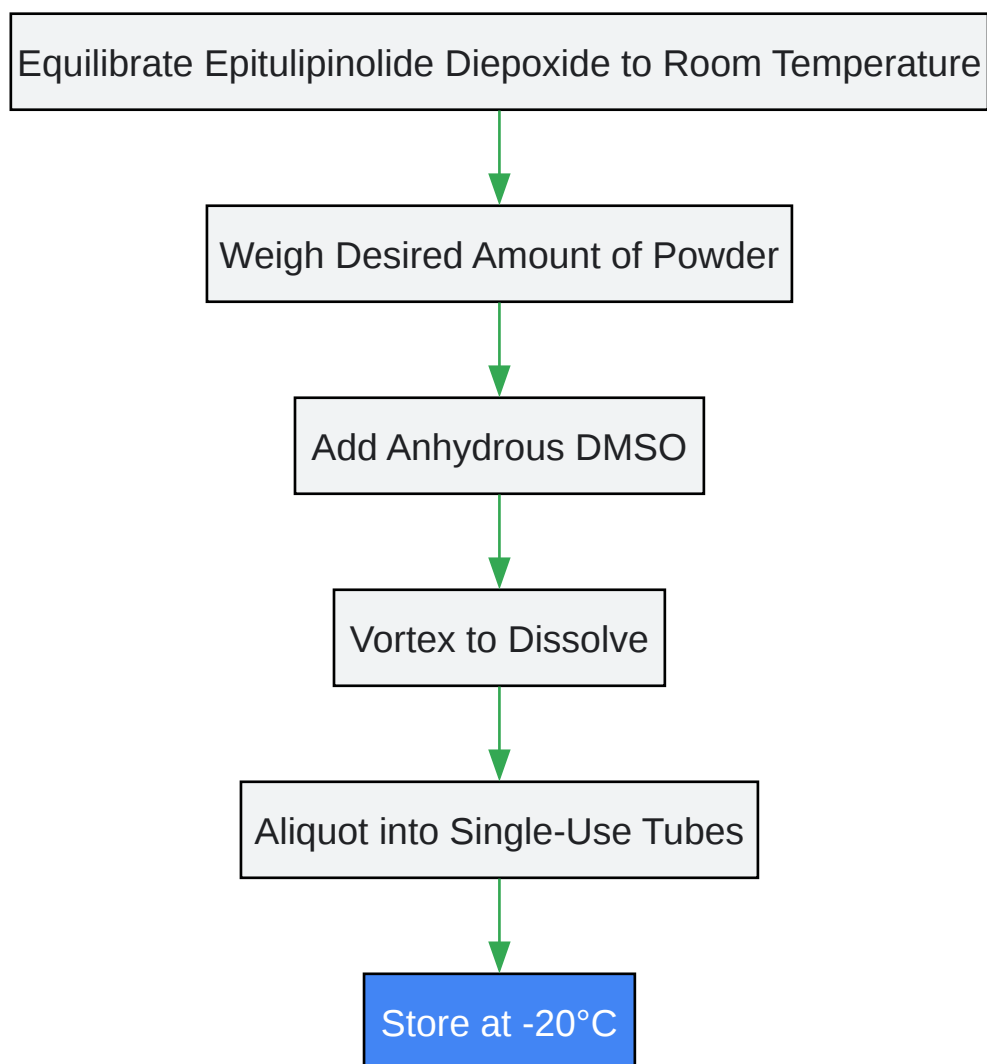 Equilibrate Epitulipinolide Diepoxide to Room Temperature
Weigh Desired Amount of Powder
Add Anhydrous DMSO
Vortex to Dissolve
Aliquot into Single-Use Tubes
Store at -20°C